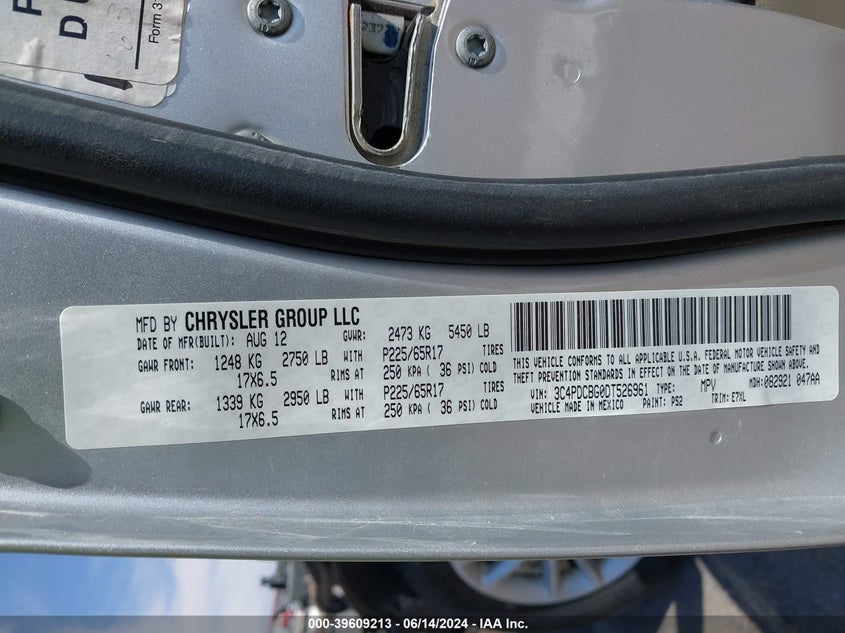 Form 3
237
MFD BY CHRYSLER GROUP LLC
DATE OF MFR(BUILT): AUG 12 GVWR: 2473 KG 5450 LB
GAWR FRONT: 1248 KG 2750 LB WITH P225/65R17 TIRES
17X6.5 RIMS AT 250 KPA ( 36 PSI) COLD
GAWR REAR: 1339 KG 2950 LB WITH P225/65R17 TIRES
17X6.5 RIMS AT 250 KPA ( 36 PSI) COLD
THIS VEHICLE CONFORMS TO ALL APPLICABLE U.S.A. FEDERAL MOTOR VEHICLE SAFETY AND
THEFT PREVENTION STANDARDS IN EFFECT ON THE DATE OF MANUFACTURE SHOWN ABOVE.
VIN: 3C4PDCBG0DT526961 TYPE: MPV MDH: 082921 047AA
VEHICLE MADE IN MEXICO PAINT: PS2 TRIM: E7XL
000-39609213 - 06/14/2024 - IAA Inc.